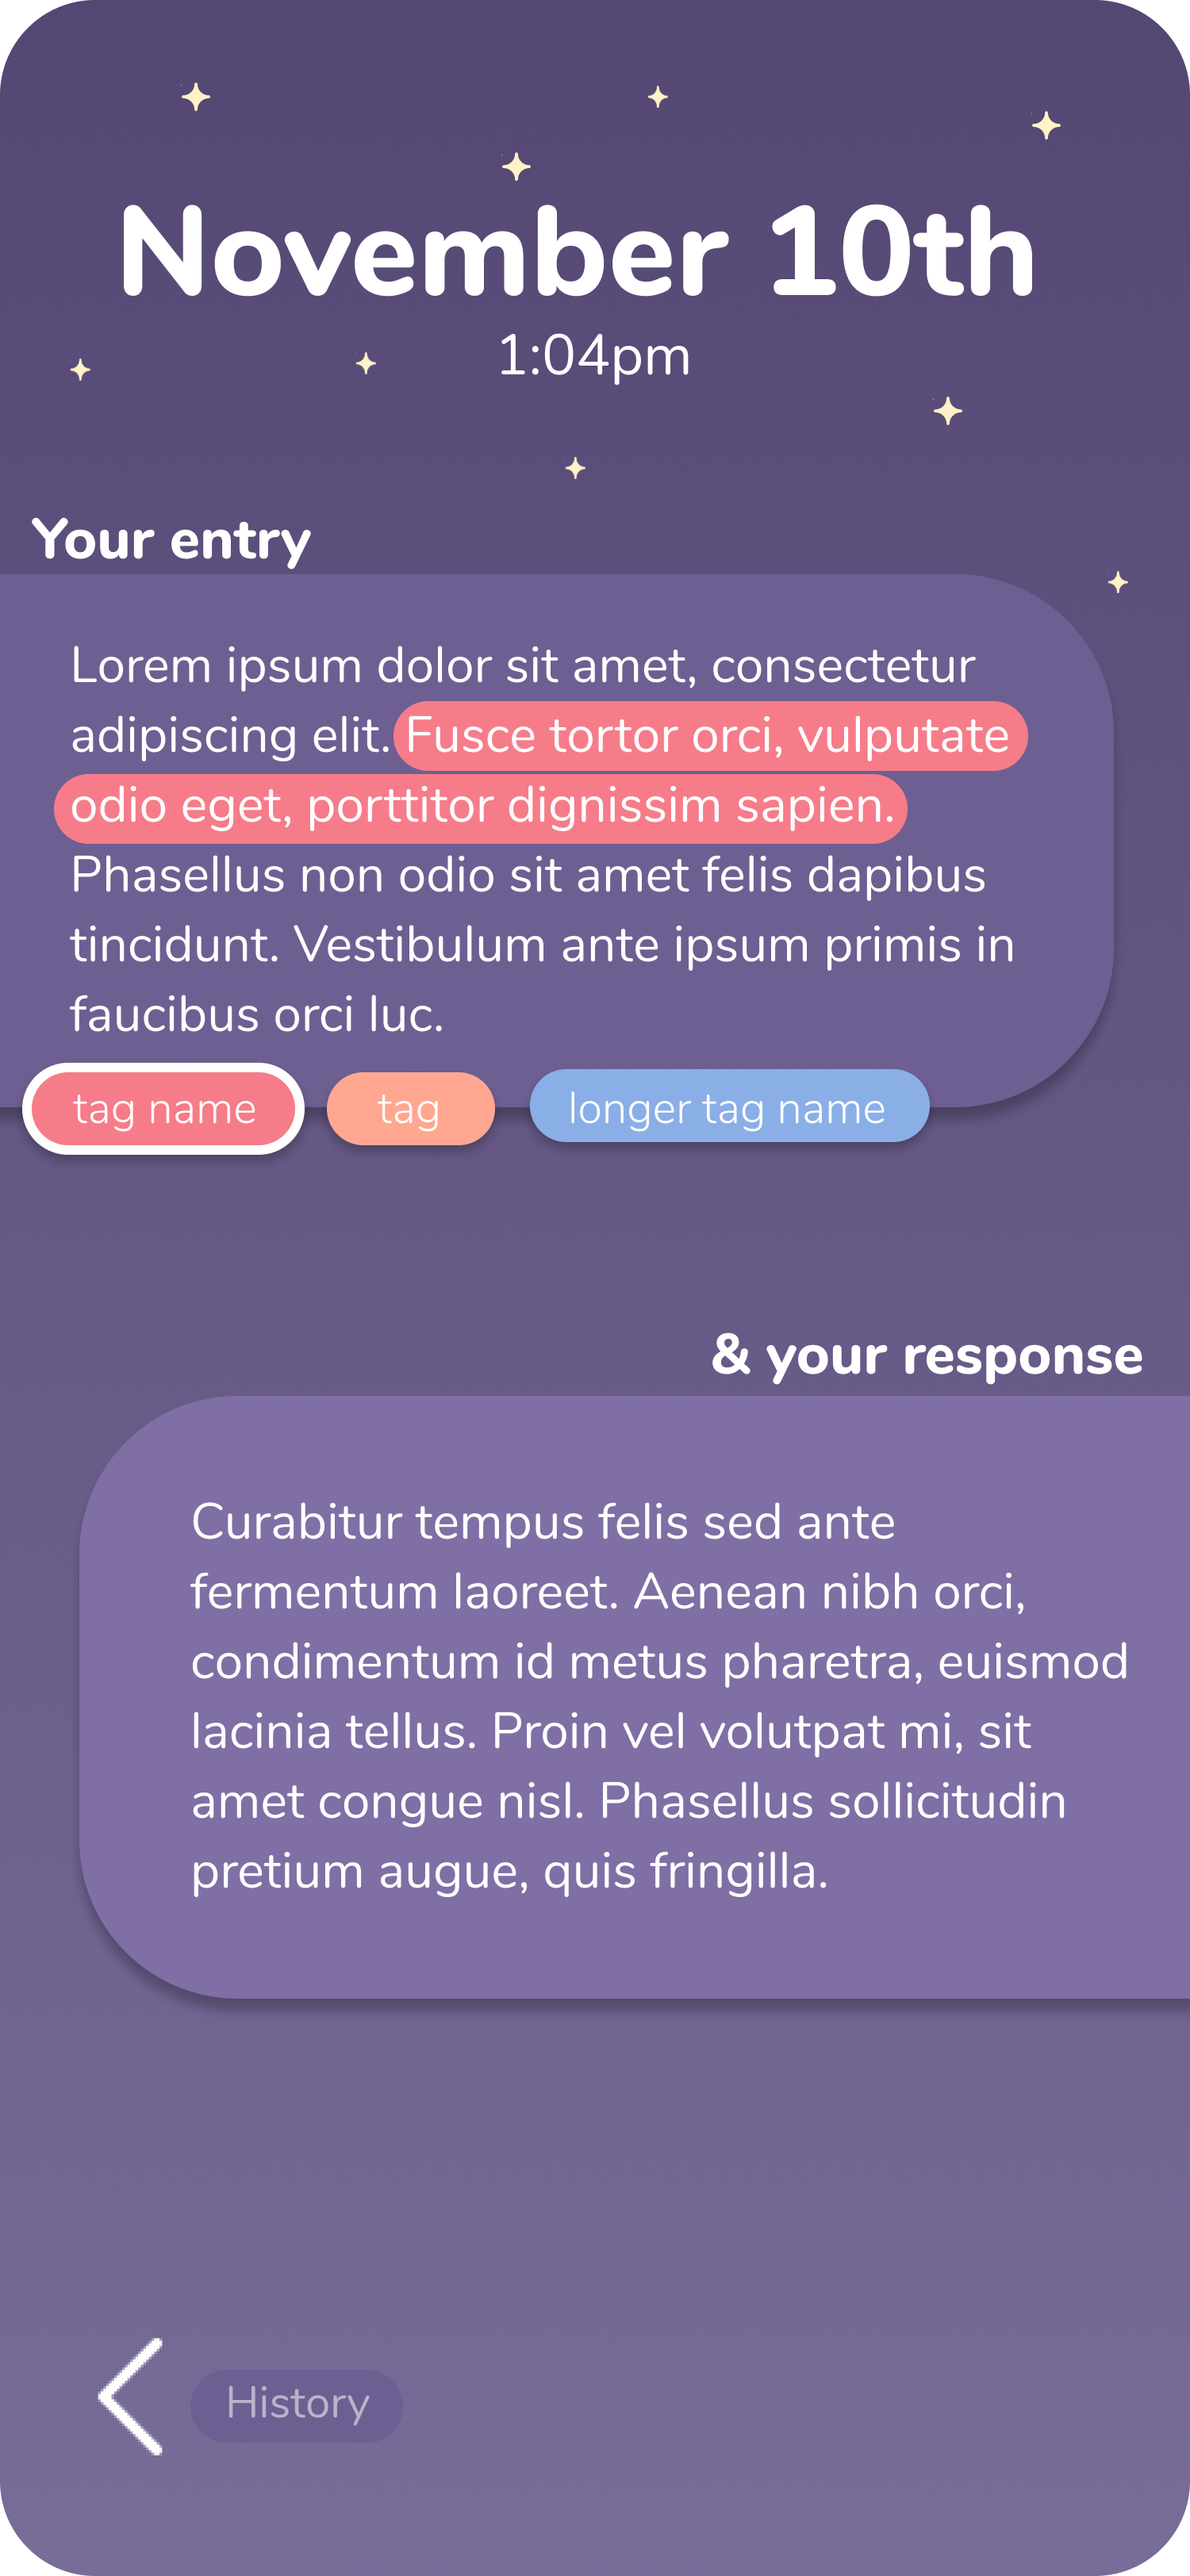 November 10th
1:04pm
Your entry
Lorem ipsum dolor sit amet, consectetur
adipiscing elit. Fusce tortor orci, vulputate
odio eget, porttitor dignissim sapien.
Phasellus non odio sit amet felis dapibus
tincidunt. Vestibulum ante ipsum primis in
faucibus orci luc.
tag name tag longer tag name
& your response
Curabitur tempus felis sed ante
fermentum laoreet. Aenean nibh orci,
condimentum id metus pharetra, euismod
lacinia tellus. Proin vel volutpat mi, sit
amet congue nisl. Phasellus sollicitudin
pretium augue, quis fringilla.
History